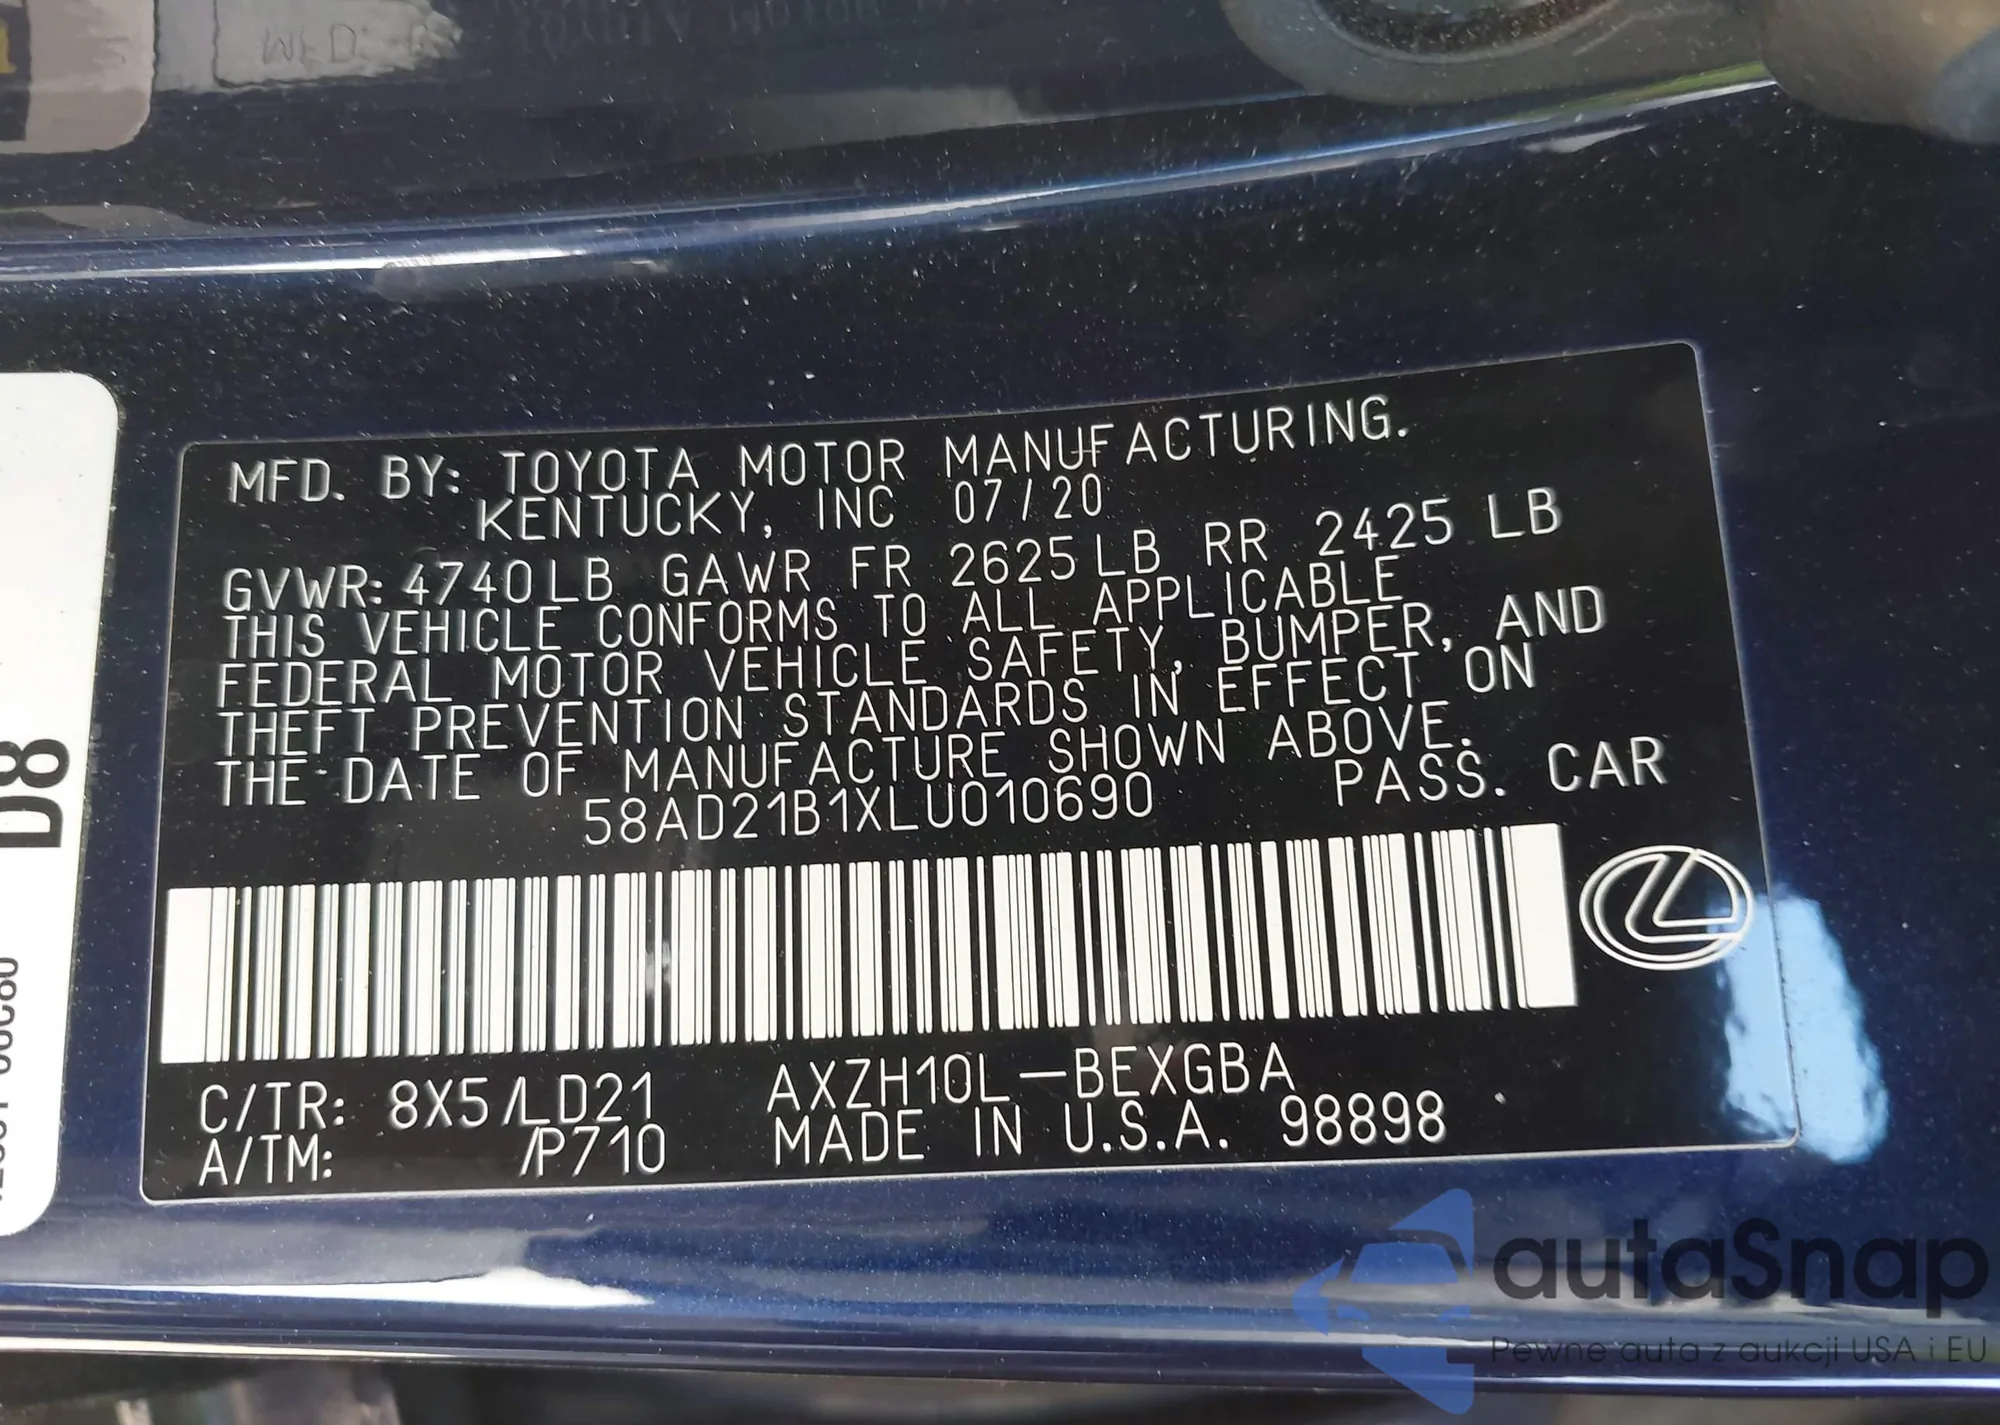 MFD. BY: TOYOTA MOTOR MANUFACTURING.
KENTUCKY, INC 07/20
GVWR: 4740LB GAWR FR 2625LB RR 2425 LB
THIS VEHICLE CONFORMS TO ALL APPLICABLE
FEDERAL MOTOR VEHICLE SAFETY, BUMPER, AND
THEFT PREVENTION STANDARDS IN EFFECT ON
THE DATE OF MANUFACTURE SHOWN ABOVE.
58AD21B1XLU010690 PASS. CAR
C/TR: 8X5/LD21 AXZH10L-BEXGBA
A/TM: /P710 MADE IN U.S.A. 98898
D8
autaSnap
Pewne auta z aukcji USA i EU